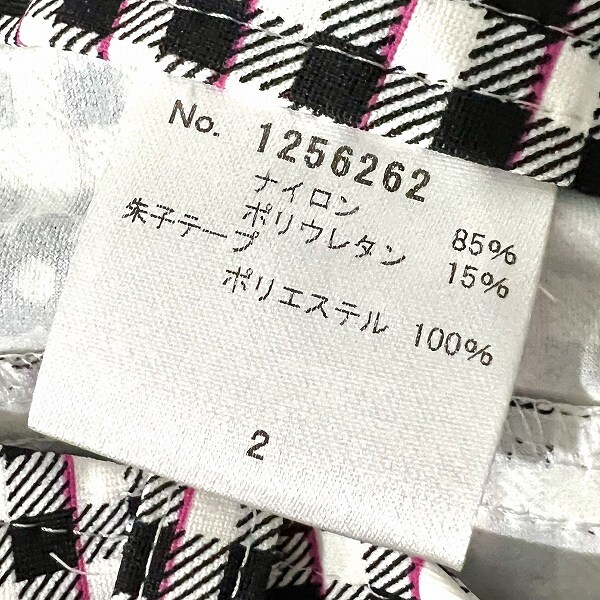 No. 1256262
ナイロン 85%
ポリウレタン 15%
朱子テープ
ポリエステル 100%
2